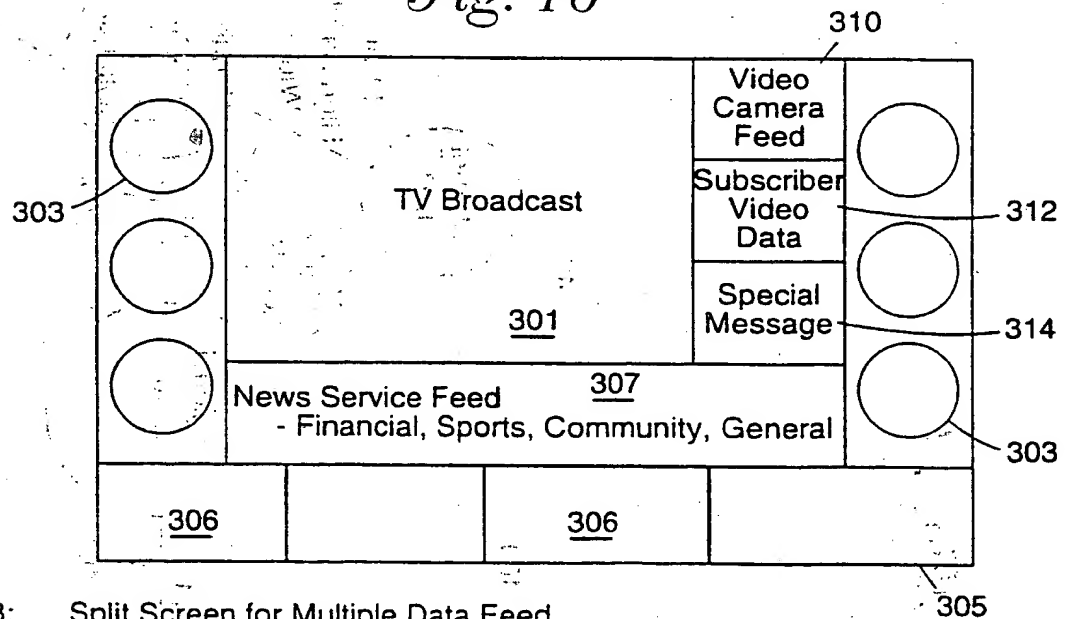 310
Video
Camera
Feed
303
TV Broadcast
Subscriber
Video
Data
312
301
Special
Message
314
307
News Service Feed
- Financial, Sports, Community, General
303
306
306
305
Split Screen for Multiple Data Feed